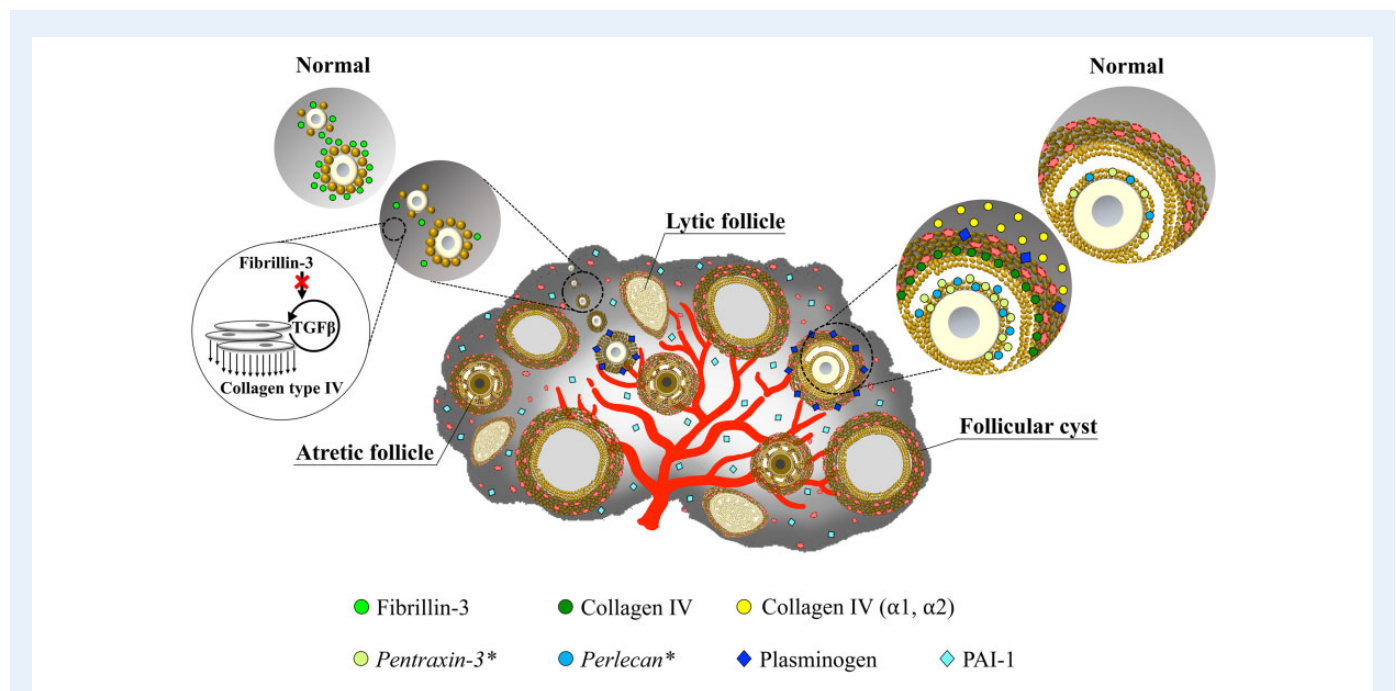 Normal
Normal
Lytic follicle
Fibrillin-3
TGFβ
Collagen type IV
Atretic follicle
Follicular cyst
Fibrillin-3
Collagen IV
Collagen IV (α1, α2)
Pentraxin-3*
Perlecan*
Plasminogen
PAI-1